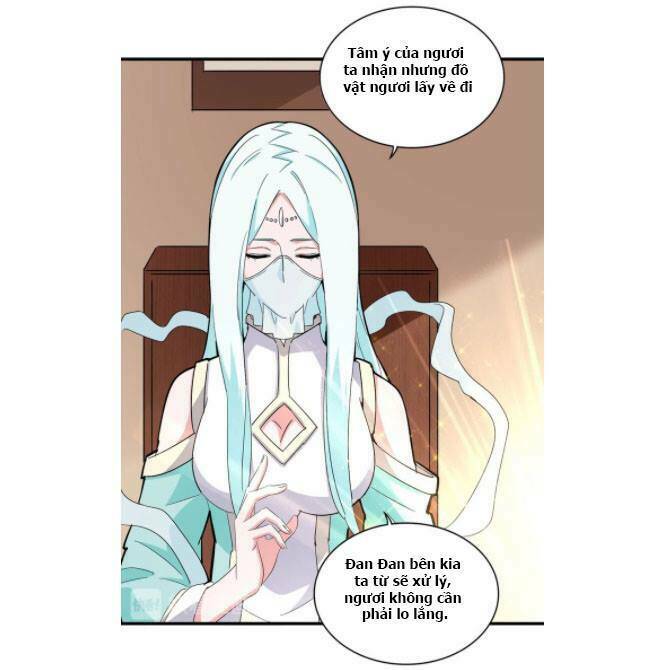 Tâm ý của ngươi
ta nhận nhưng đồ
vật ngươi lấy về đi
Đan Đan bên kia
ta từ sẽ xử lý,
ngươi không cần
phải lo lắng.